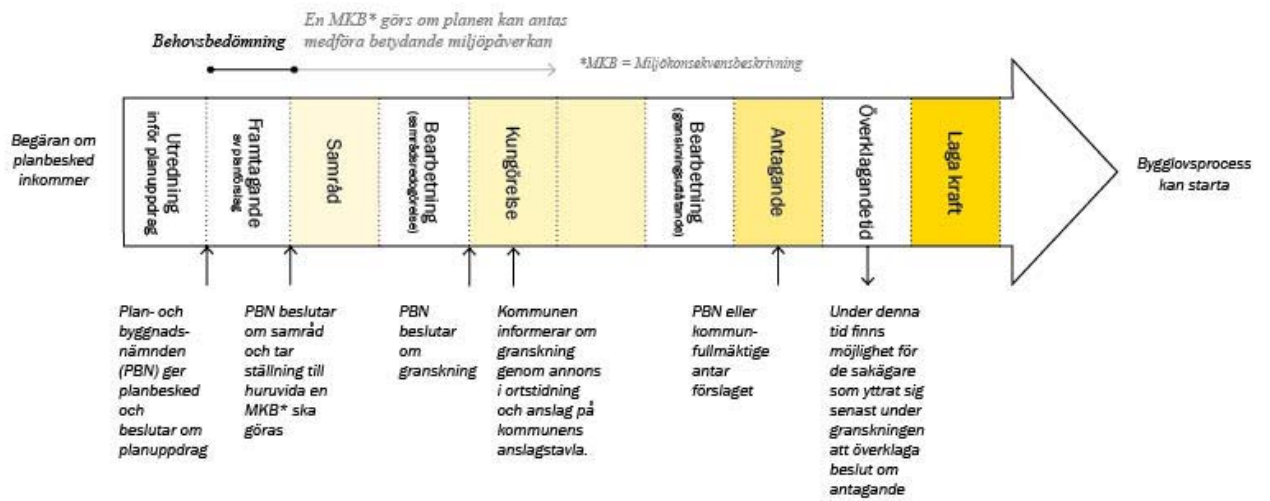 En MKB* görs om planen kan antas
medföra betydande miljöpåverkan
Behovsbedömning
*MKB = Miljökonsekvensbeskrivning
Begäran om
planbesked
inkommer
Utredning
inför planuppdrag
Framtagande
av planförslag
Samråd
Bearbetning
(samrådsredogörelse)
Kungörelse
Bearbetning
(granskningsutlåtande)
Antagande
Överklagandetid
Laga kraft
Bygglovsprocess
kan starta
Plan- och
byggnads-
nämnden
(PBN) ger
planbesked
och
beslutar om
planuppdrag
PBN beslutar
om samråd
och tar
ställning till
huruvida en
MKB* ska
göras
PBN
beslutar
om
granskning
Kommunen
informerar om
granskning
genom annons
i ortstidning
och anslag på
kommunens
anslagstavla.
PBN eller
kommun-
fullmäktige
antar
förslaget
Under denna
tid finns
möjlighet för
de sakägare
som yttrat sig
senast under
granskningen
att överklaga
beslut om
antagande